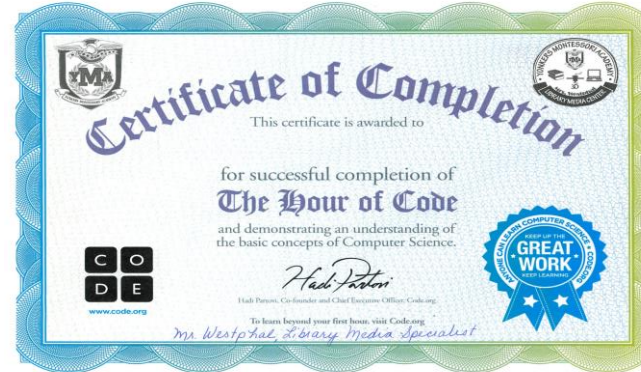 YMA
YONKERS MONTESSORI ACADEMY
LIBRARY MEDIA CENTER
Certificate of Completion
This certificate is awarded to
for successful completion of
The Hour of Code
and demonstrating an understanding of
the basic concepts of Computer Science.
CODE
www.code.org
Hadi Partovi
Hadi Partovi, Co-founder and Chief Executive Officer, Code.org
To learn beyond your first hour, visit Code.org
Mr. Westphal, Library Media Specialist
ANYONE CAN LEARN COMPUTER SCIENCE • CODE.ORG
KEEP UP THE
GREAT
WORK
KEEP LEARNING